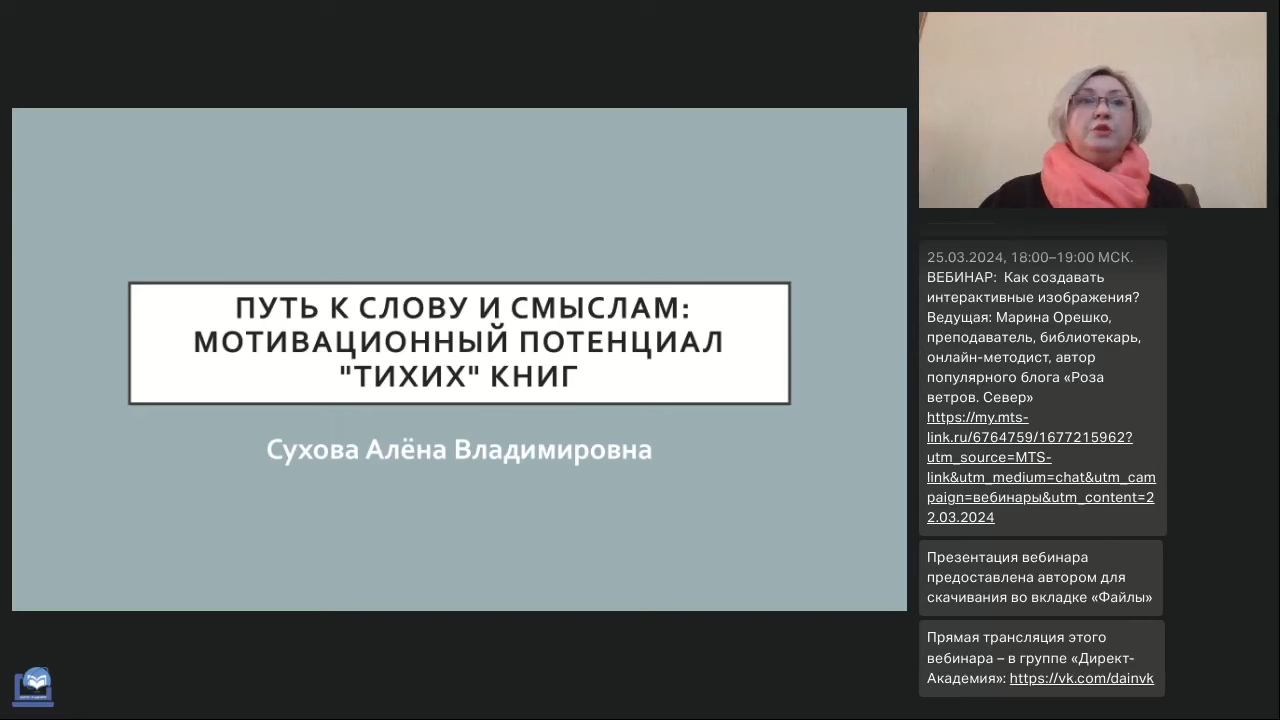 ПУТЬ К СЛОВУ И СМЫСЛАМ:
МОТИВАЦИОННЫЙ ПОТЕНЦИАЛ
"ТИХИХ" КНИГ
Сухова Алёна Владимировна
25.03.2024, 18:00–19:00 МСК.
ВЕБИНАР:  Как создавать
интерактивные изображения?
Ведущая: Марина Орешко,
преподаватель, библиотекарь,
онлайн-методист, автор
популярного блога «Роза
ветров. Север»
https://my.mts-
link.ru/6764759/1677215962?
utm_source=MTS-
link&utm_medium=chat&utm_cam
paign=вебинары&utm_content=2
2.03.2024
Презентация вебинара
предоставлена автором для
скачивания во вкладке «Файлы»
Прямая трансляция этого
вебинара – в группе «Директ-
Академия»: https://vk.com/dainvk